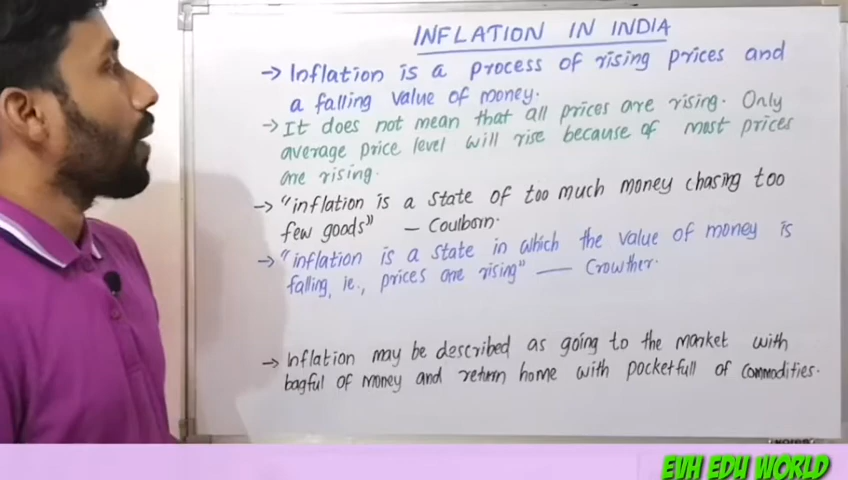 INFLATION IN INDIA
→ Inflation is a process of rising prices and
a falling value of money.
→ It does not mean that all prices are rising. Only
average price level will rise because of most prices
are rising.
→ "inflation is a state of too much money chasing too
few goods" — Coulborn.
→ "inflation is a state in which the value of money is
falling, ie., prices are rising" — Crowther.
→ Inflation may be described as going to the market with
bagful of money and return home with pocketfull of commodities.
EVH EDU WORLD